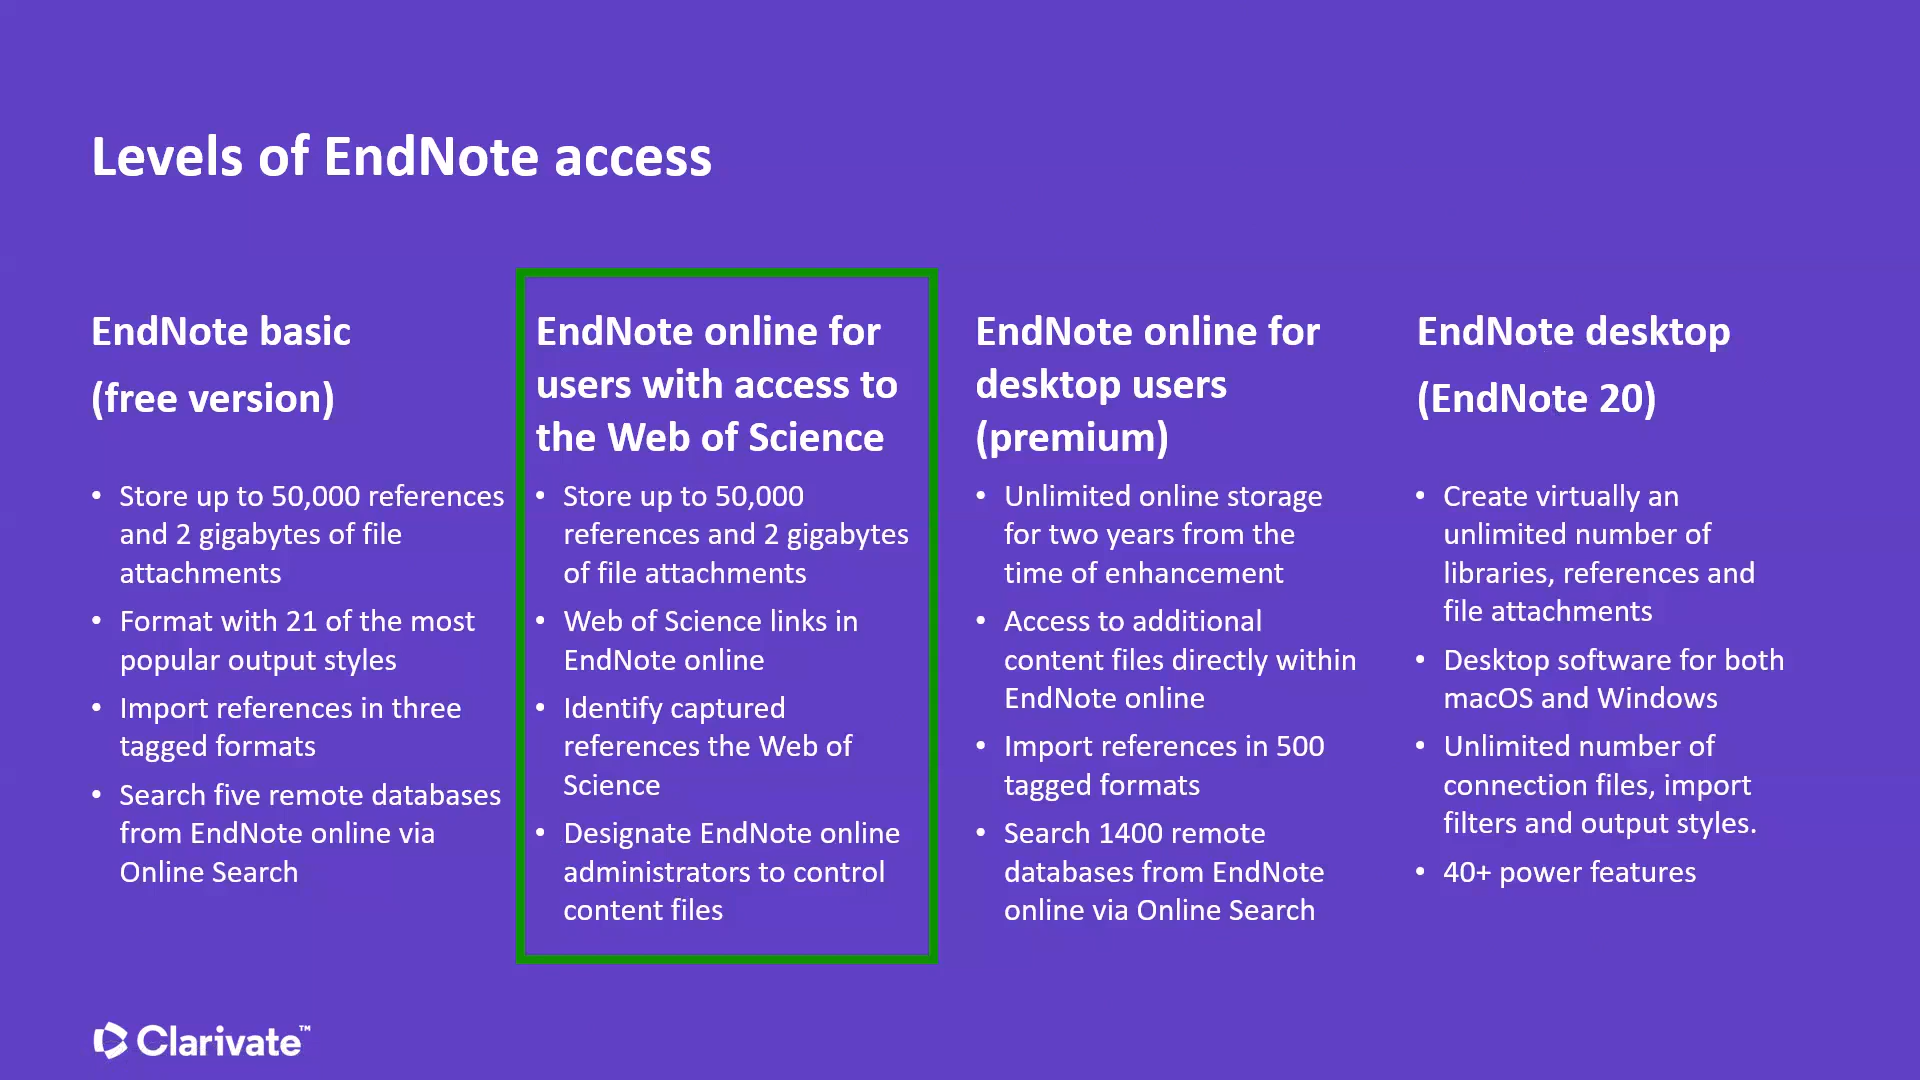 Levels of EndNote access
EndNote basic
(free version)
• Store up to 50,000 references
and 2 gigabytes of file
attachments
• Format with 21 of the most
popular output styles
• Import references in three
tagged formats
• Search five remote databases
from EndNote online via
Online Search
EndNote online for
users with access to
the Web of Science
• Store up to 50,000
references and 2 gigabytes
of file attachments
• Web of Science links in
EndNote online
• Identify captured
references the Web of
Science
• Designate EndNote online
administrators to control
content files
EndNote online for
desktop users
(premium)
• Unlimited online storage
for two years from the
time of enhancement
• Access to additional
content files directly within
EndNote online
• Import references in 500
tagged formats
• Search 1400 remote
databases from EndNote
online via Online Search
EndNote desktop
(EndNote 20)
• Create virtually an
unlimited number of
libraries, references and
file attachments
• Desktop software for both
macOS and Windows
• Unlimited number of
connection files, import
filters and output styles.
• 40+ power features
Clarivate™